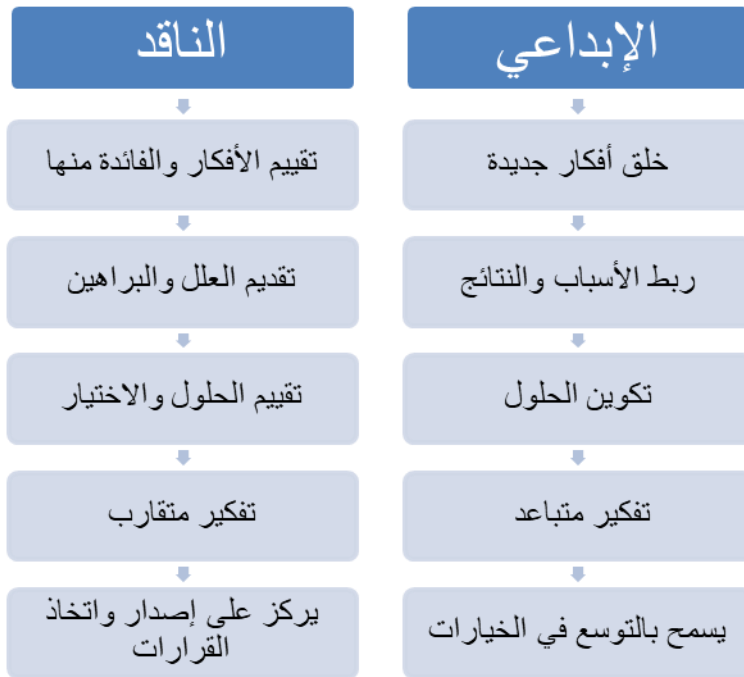 الإبداعي
خلق أفكار جديدة
ربط الأسباب والنتائج
تكوين الحلول
تفكير متباعد
يسمح بالتوسع في الخيارات
الناقد
تقييم الأفكار والفائدة منها
تقديم العلل والبراهين
تقييم الحلول والاختيار
تفكير متقارب
يركز على إصدار واتخاذ
القرارات